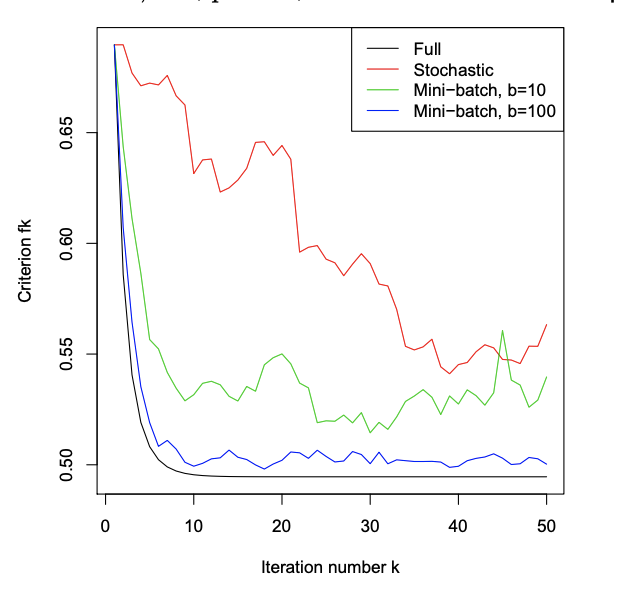 Full
Stochastic
Mini−batch, b=10
Mini−batch, b=100
Criterion fk
0.65
0.60
0.55
0.50
0 10 20 30 40 50
Iteration number k